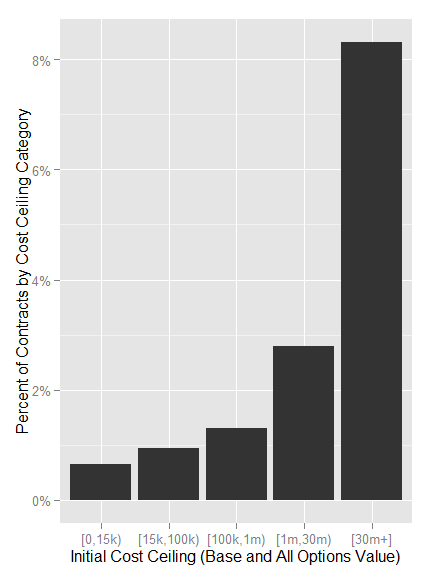 Percent of Contracts by Cost Ceiling Category
8%
6%
4%
2%
0%
[0,15k) [15k,100k) [100k,1m) [1m,30m) [30m+]
Initial Cost Ceiling (Base and All Options Value)